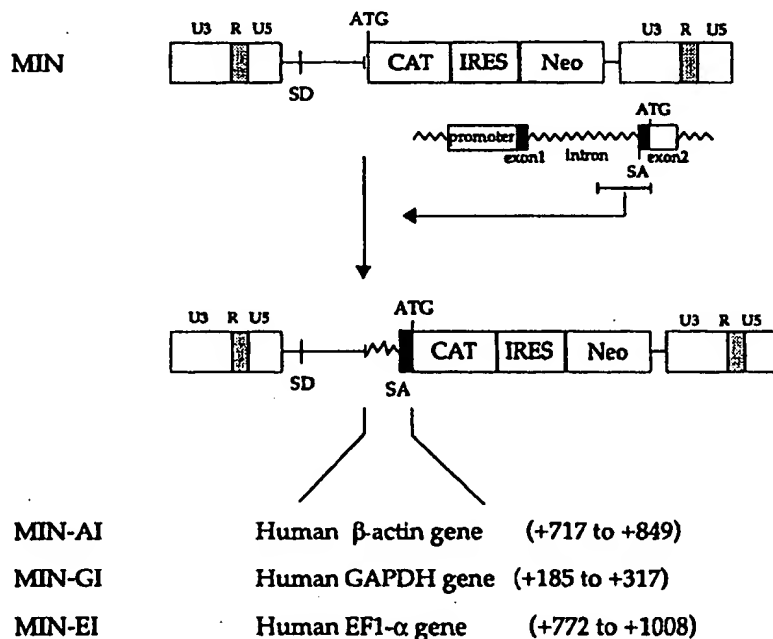 ATG
U3 R U5 U3 R U5
MIN CAT IRES Neo
SD
ATG
promoter
exon1 intron exon2
SA
ATG
U3 R U5 U3 R U5
CAT IRES Neo
SD SA
MIN-AI Human β-actin gene (+717 to +849)
MIN-GI Human GAPDH gene (+185 to +317)
MIN-EI Human EF1-α gene (+772 to +1008)